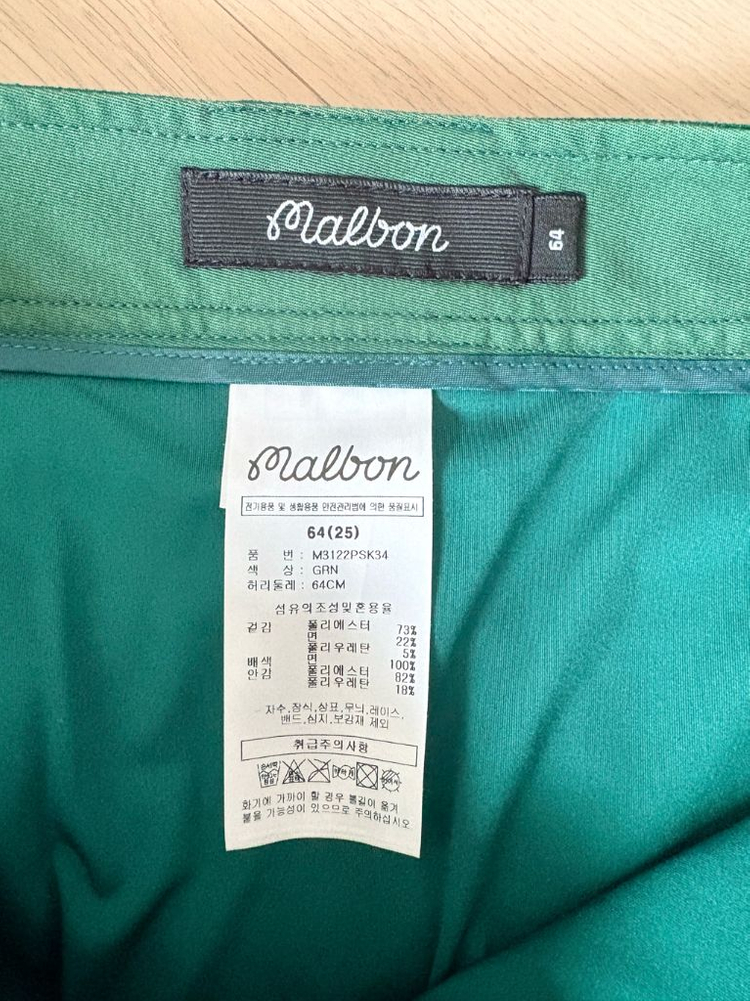 Malbon
64
Malbon
전기용품 및 생활용품 안전관리법에 의한 품질표시
64(25)
품 번 : M3122PSK34
색 상 : GRN
허리둘레 : 64CM
섬유의조성및혼용율
겉감 폴리에스터 73%
면 22%
폴리우레탄 5%
배색 면 100%
안감 폴리에스터 82%
폴리우레탄 18%
자수,장식,상표,무늬,레이스,
밴드,심지,보강재 제외
취급주의사항
화기에 가까이 할 경우 불길이 옮겨
붙을 가능성이 있으므로 주의하십시오